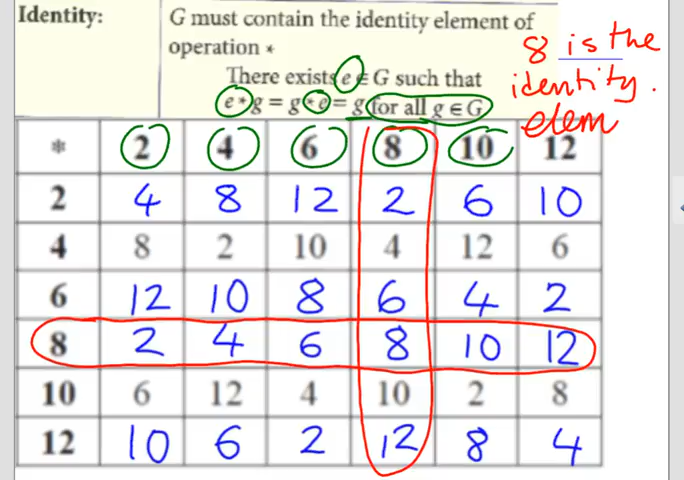 Identity:
G must contain the identity element of
operation *
There exists e ∈ G such that
e * g = g * e = g for all g ∈ G
8 is the
identity.
elem
* 2 4 6 8 10 12
2 4 8 12 2 6 10
4 8 2 10 4 12 6
6 12 10 8 6 4 2
8 2 4 6 8 10 12
10 6 12 4 10 2 8
12 10 6 2 12 8 4